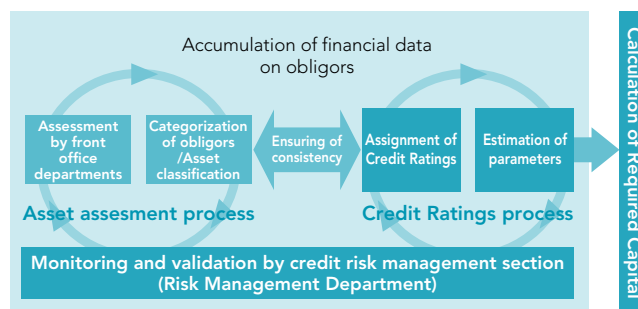 Accumulation of financial data
on obligors
Assessment
by front
office
departments
Categorization
of obligors
/Asset
classification
Ensuring of
consistency
Assignment of
Credit Ratings
Estimation of
parameters
Asset assesment process
Credit Ratings process
Monitoring and validation by credit risk management section
(Risk Management Department)
Calculation of Required Capital